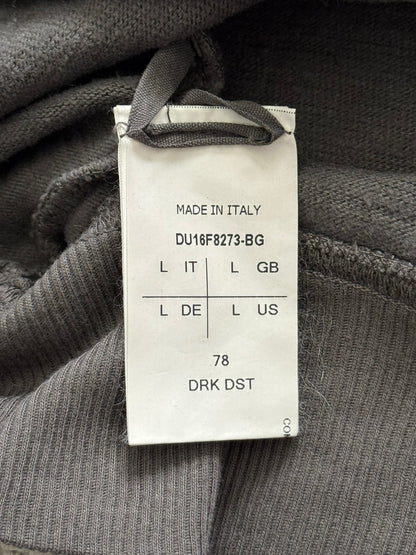 MADE IN ITALY
DU16F8273-BG
L IT L GB
L DE L US
78
DRK DST